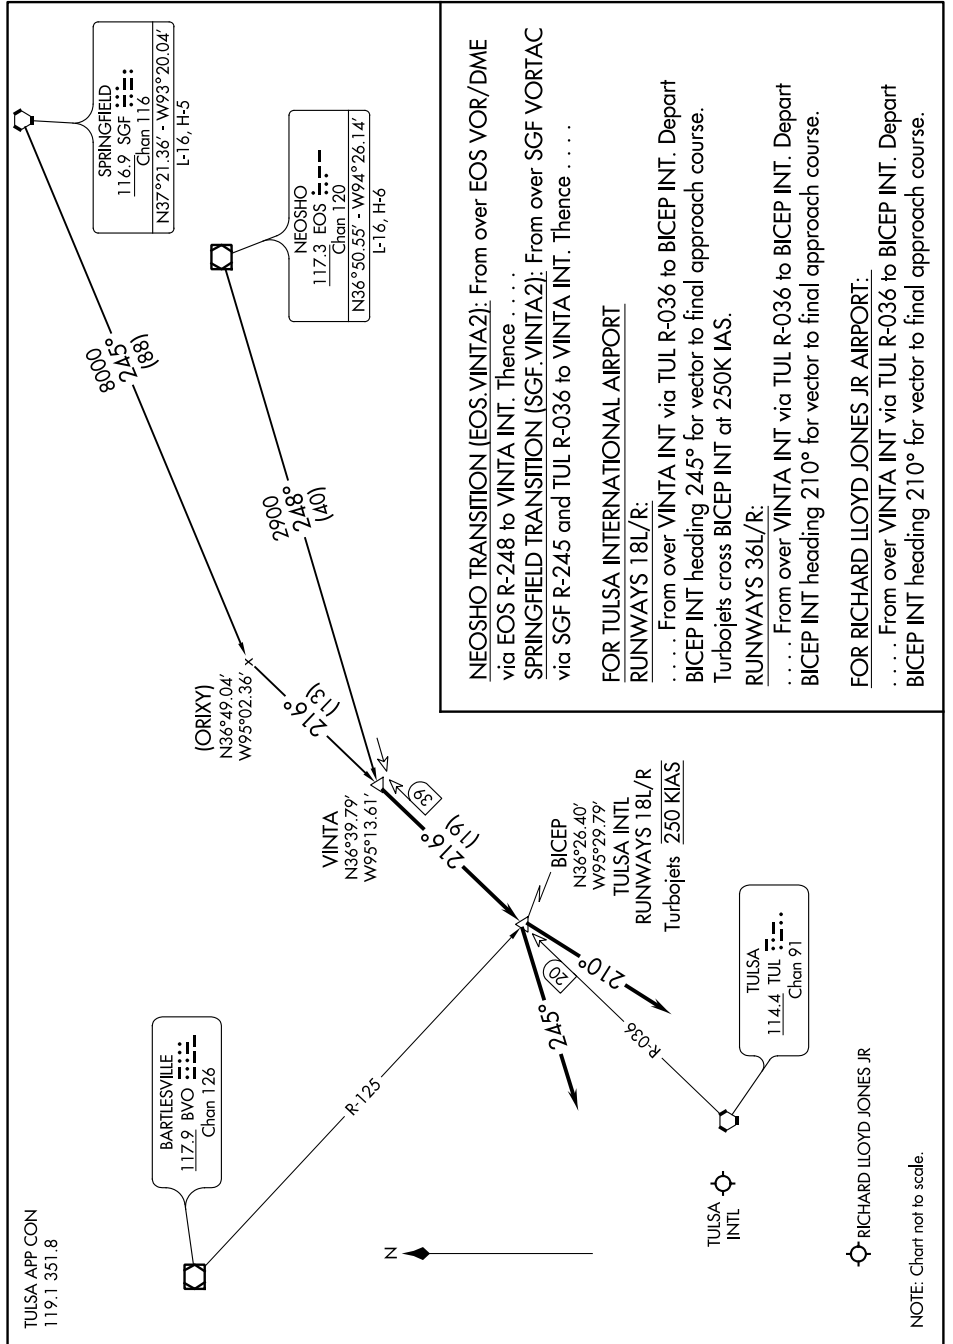 TULSA APP CON
119.1 351.8
BARTLESVILLE
117.9 BVO
Chan 126
R-125
N
TULSA
INTL
RICHARD LLOYD JONES JR
NOTE: Chart not to scale.
TULSA
114.4 TUL
Chan 91
R-036
20
245°
210°
BICEP
N36°26.40'
W95°29.79'
TULSA INTL
RUNWAYS 18L/R
Turbojets 250 KIAS
216°
(19)
39
VINTA
N36°39.79'
W95°13.61'
216°
(13)
(ORIXY)
N36°49.04'
W95°02.36'
2900
248°
(40)
8000
245°
(88)
NEOSHO
117.3 EOS
Chan 120
N36°50.55' - W94°26.14'
L-16, H-6
SPRINGFIELD
116.9 SGF
Chan 116
N37°21.36' - W93°20.04'
L-16, H-5
NEOSHO TRANSITION (EOS.VINTA2): From over EOS VOR/DME
via EOS R-248 to VINTA INT. Thence . . . .
SPRINGFIELD TRANSITION (SGF.VINTA2): From over SGF VORTAC
via SGF R-245 and TUL R-036 to VINTA INT. Thence . . . .
FOR TULSA INTERNATIONAL AIRPORT
RUNWAYS 18L/R:
. . . . From over VINTA INT via TUL R-036 to BICEP INT. Depart
BICEP INT heading 245° for vector to final approach course.
Turbojets cross BICEP INT at 250K IAS.
RUNWAYS 36L/R:
. . . . From over VINTA INT via TUL R-036 to BICEP INT. Depart
BICEP INT heading 210° for vector to final approach course.
FOR RICHARD LLOYD JONES JR AIRPORT:
. . . . From over VINTA INT via TUL R-036 to BICEP INT. Depart
BICEP INT heading 210° for vector to final approach course.